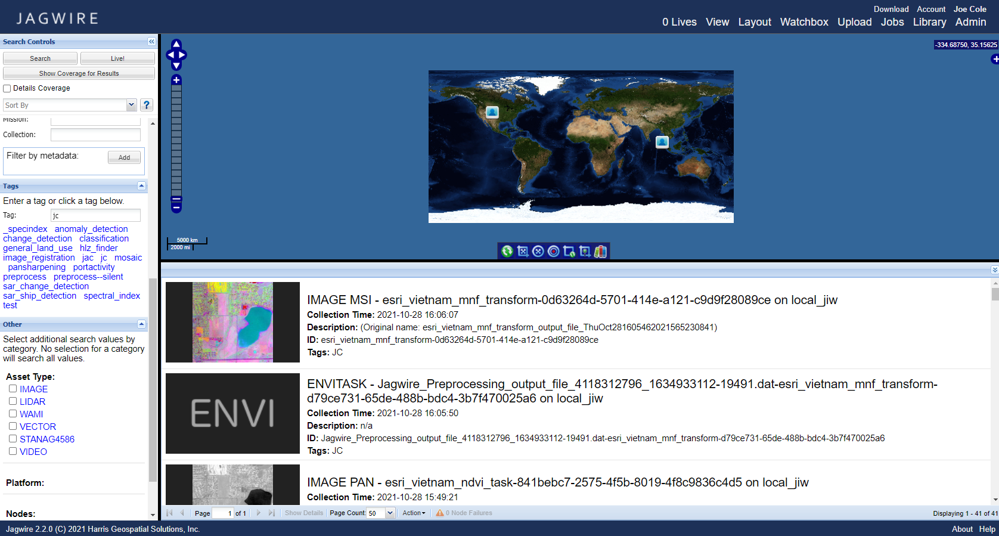 JAGWIRE
Download Account Joe Cole
0 Lives View Layout Watchbox Upload Jobs Library Admin
Search Controls
Search Live!
Show Coverage for Results
Details Coverage
Sort By
?
Mission:
Collection:
Filter by metadata: Add
Tags
Enter a tag or click a tag below.
Tag: jc
_specindex anomaly_detection
change_detection classification
general_land_use hlz_finder
image_registration jac jc mosaic
pansharpening portactivity
preprocess preprocess--silent
sar_change_detection
sar_ship_detection spectral_index
test
Other
Select additional search values by
category. No selection for a category
will search all values.
Asset Type:
IMAGE
LIDAR
WAMI
VECTOR
STANAG4586
VIDEO
Platform:
Nodes:
-334.68750, 35.15625
5000 km
2000 mi
IMAGE MSI - esri_vietnam_mnf_transform-0d63264d-5701-414e-a121-c9d9f28089ce on local_jiw
Collection Time: 2021-10-28 16:06:07
Description: (Original name: esri_vietnam_mnf_transform_output_file_ThuOct281605462021565230841)
ID: esri_vietnam_mnf_transform-0d63264d-5701-414e-a121-c9d9f28089ce
Tags: JC
ENVI
ENVITASK - Jagwire_Preprocessing_output_file_4118312796_1634933112-19491.dat-esri_vietnam_mnf_transform-
d79ce731-65de-488b-bdc4-3b7f470025a6 on local_jiw
Collection Time: 2021-10-28 16:05:50
Description: n/a
ID: Jagwire_Preprocessing_output_file_4118312796_1634933112-19491.dat-esri_vietnam_mnf_transform-d79ce731-65de-488b-bdc4-3b7f470025a6
Tags: JC
IMAGE PAN - esri_vietnam_ndvi_task-841bebc7-2575-4f5b-8019-4f8c9836c4d5 on local_jiw
Collection Time: 2021-10-28 15:49:21
Page 1 of 1 Show Details Page Count: 50 Action 0 Node Failures Displaying 1 - 41 of 41
Jagwire 2.2.0 (C) 2021 Harris Geospatial Solutions, Inc. About Help